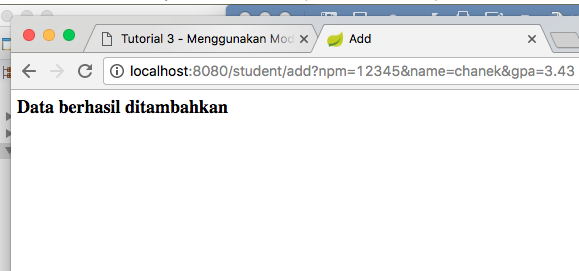 Tutorial 3 - Menggunakan Mod
Add
localhost:8080/student/add?npm=12345&name=chanek&gpa=3.43
Data berhasil ditambahkan